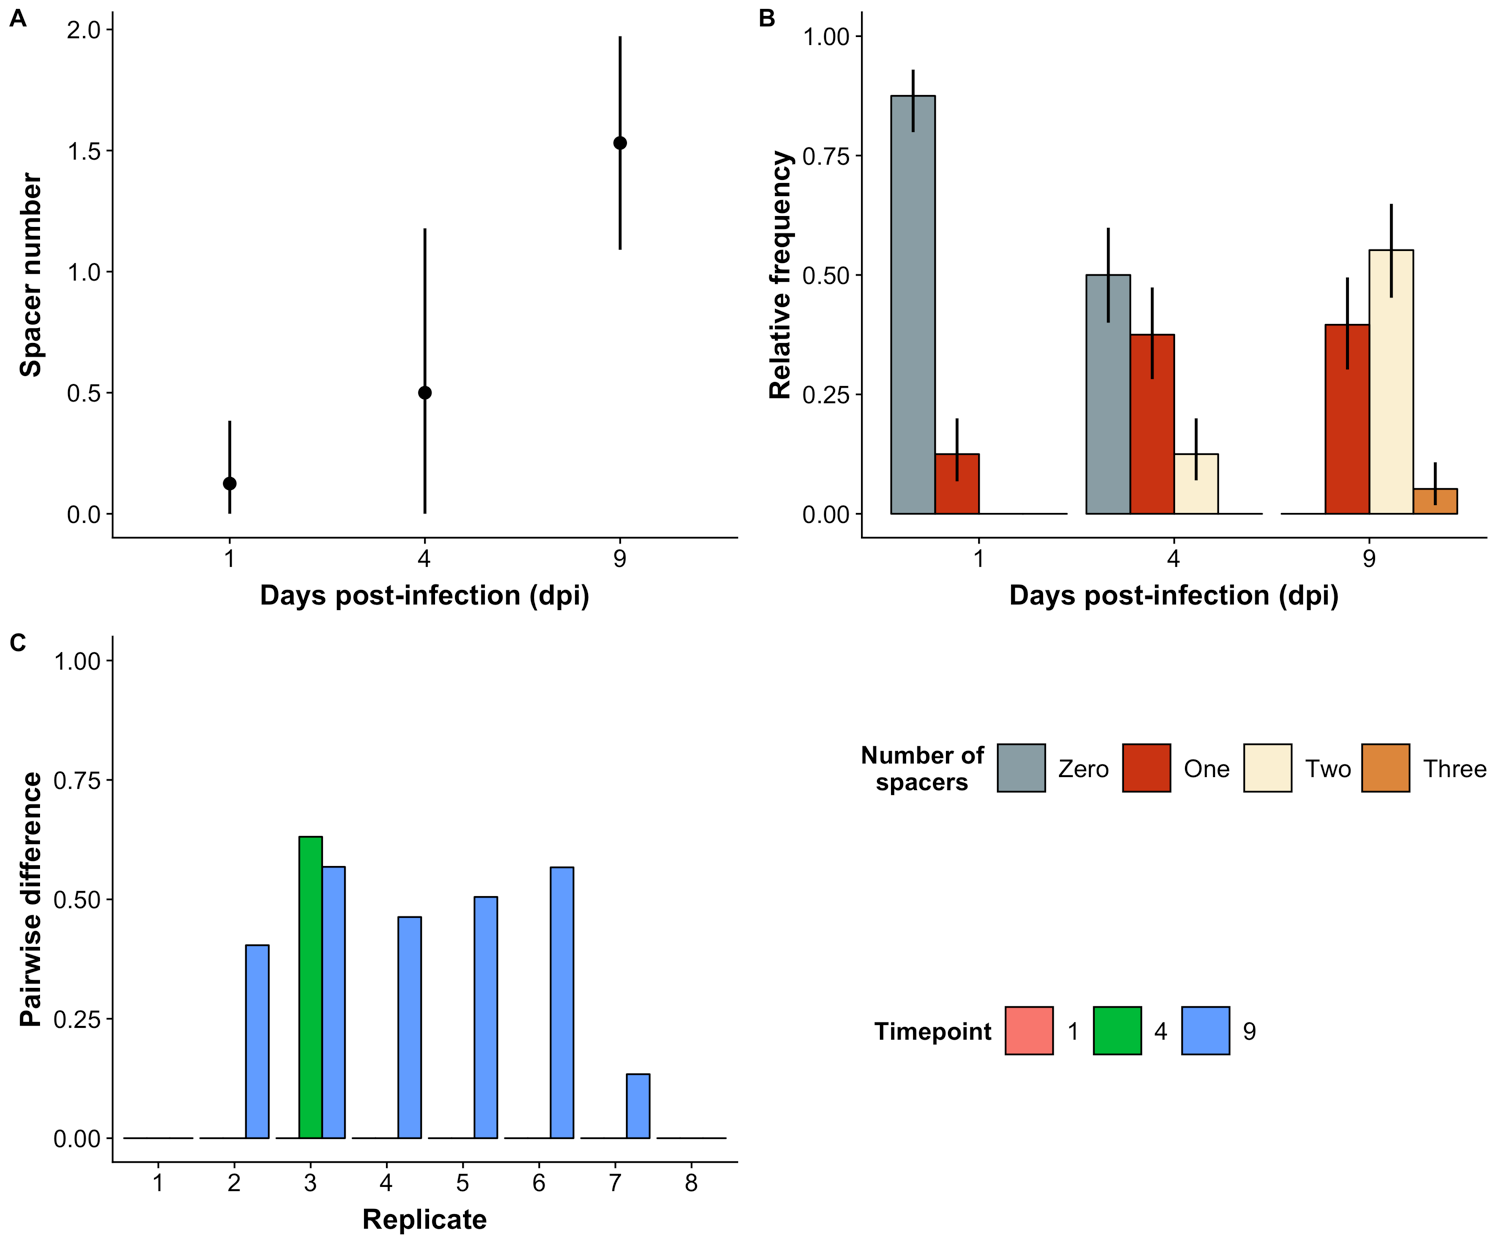 A
2.0
1.5
1.0
0.5
0.0
Spacer number
1 4 9
Days post-infection (dpi)
B
1.00
0.75
0.50
0.25
0.00
Relative frequency
1 4 9
Days post-infection (dpi)
C
1.00
0.75
0.50
0.25
0.00
Pairwise difference
1 2 3 4 5 6 7 8
Replicate
Number of
spacers
Zero One Two Three
Timepoint 1 4 9